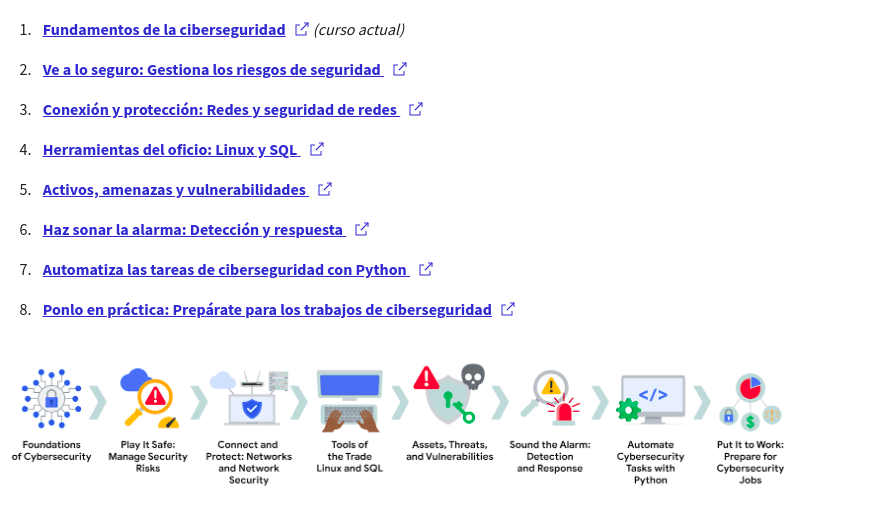 1. Fundamentos de la ciberseguridad (curso actual)
2. Ve a lo seguro: Gestiona los riesgos de seguridad
3. Conexión y protección: Redes y seguridad de redes
4. Herramientas del oficio: Linux y SQL
5. Activos, amenazas y vulnerabilidades
6. Haz sonar la alarma: Detección y respuesta
7. Automatiza las tareas de ciberseguridad con Python
8. Ponlo en práctica: Prepárate para los trabajos de ciberseguridad
</>
Foundations
of Cybersecurity
Play It Safe:
Manage Security
Risks
Connect and
Protect: Networks
and Network
Security
Tools of
the Trade
Linux and SQL
Assets, Threats,
and Vulnerabilities
Sound the Alarm:
Detection
and Response
Automate
Cybersecurity
Tasks with
Python
Put It to Work:
Prepare for
Cybersecurity
Jobs